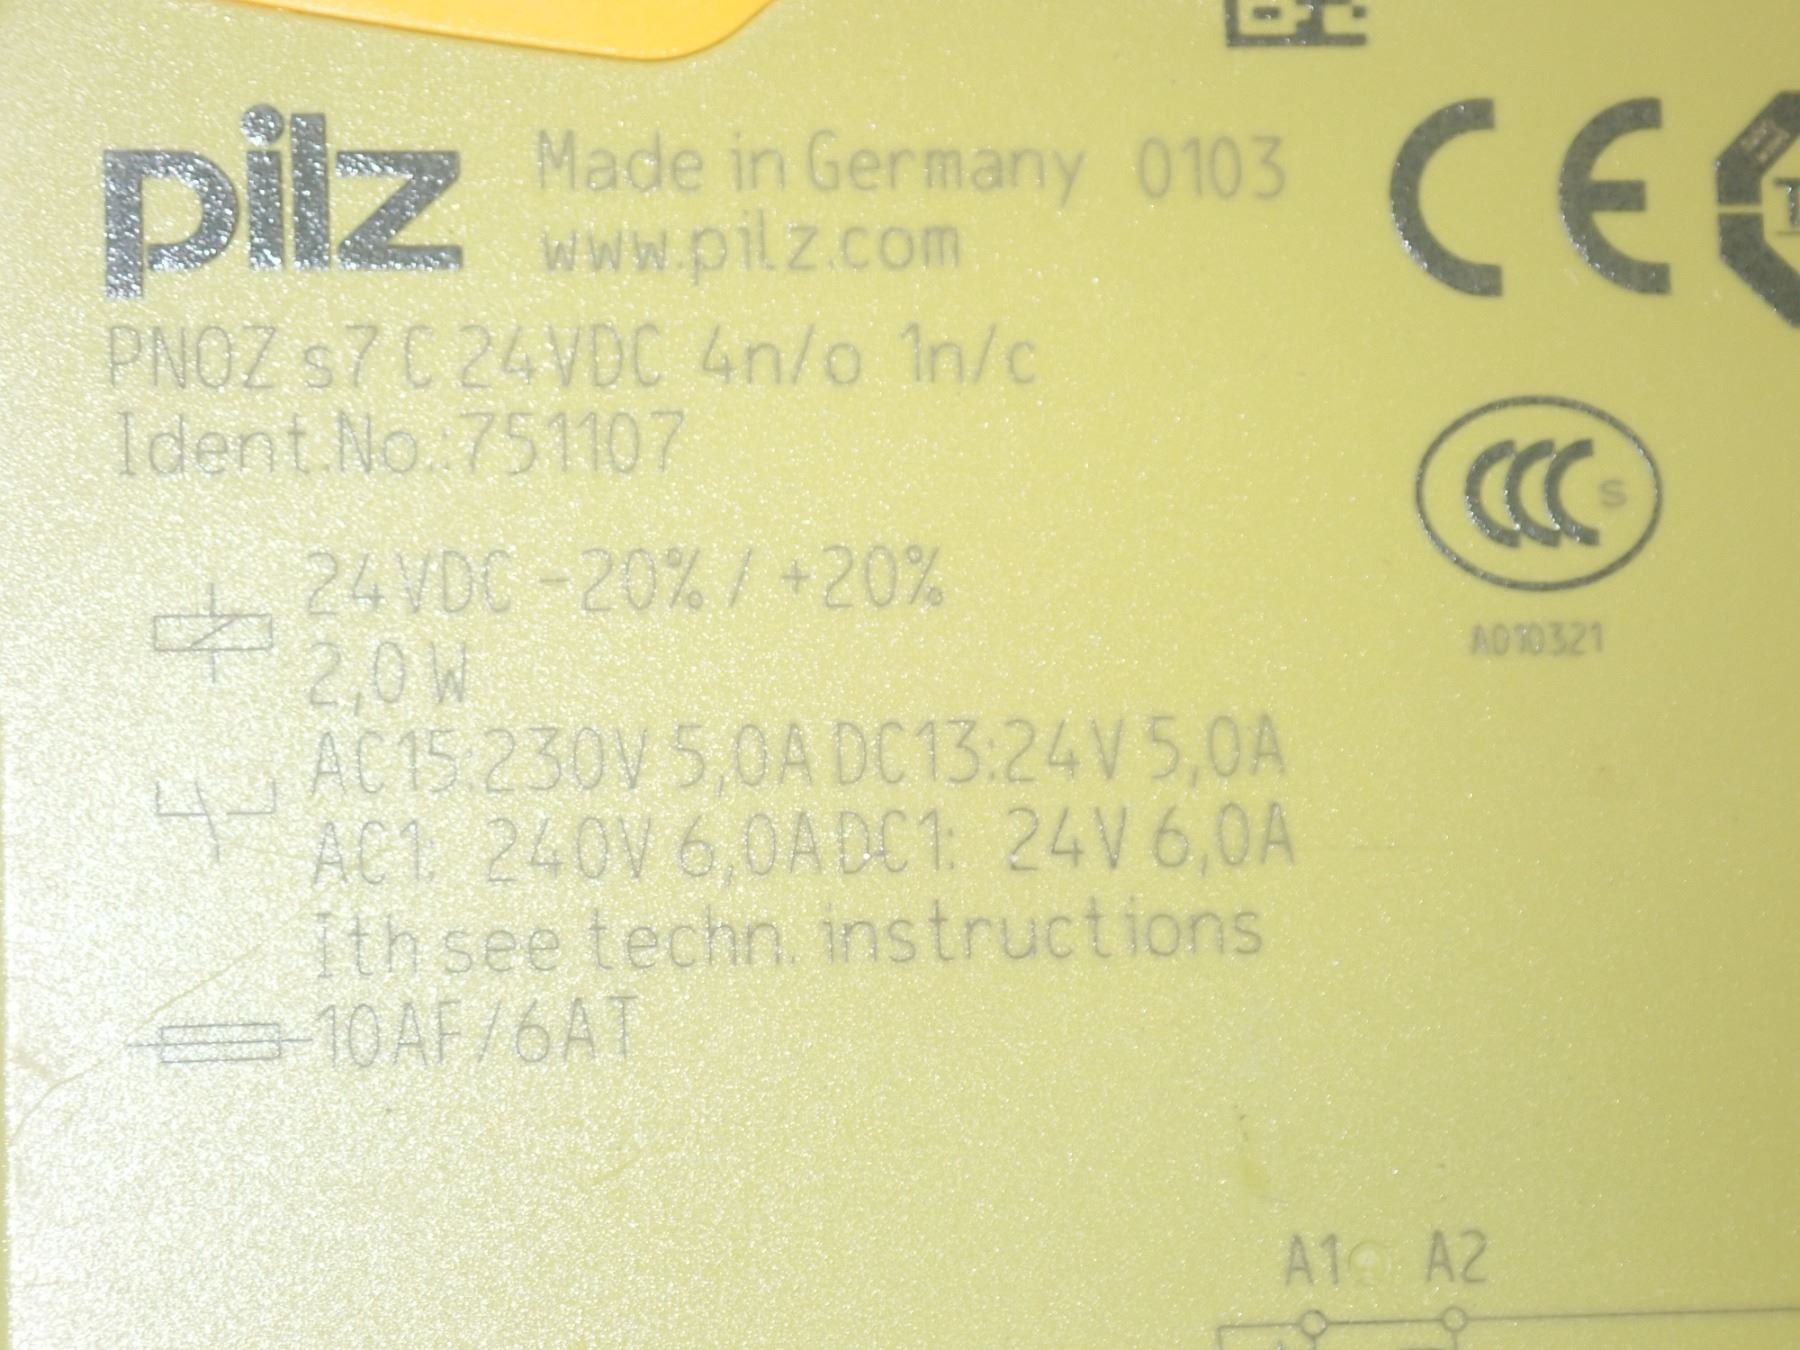 pilz Made in Germany 0103
www.pilz.com
PNOZ s7 C 24VDC 4n/o 1n/c
Ident.No.:751107
24VDC -20% / +20%
2,0W
AC15:230V 5,0A DC13:24V 5,0A
AC1: 240V 6,0A DC1: 24V 6,0A
Ith see techn. instructions
10AF/6AT
CE
CCC S
A010321
A1 A2